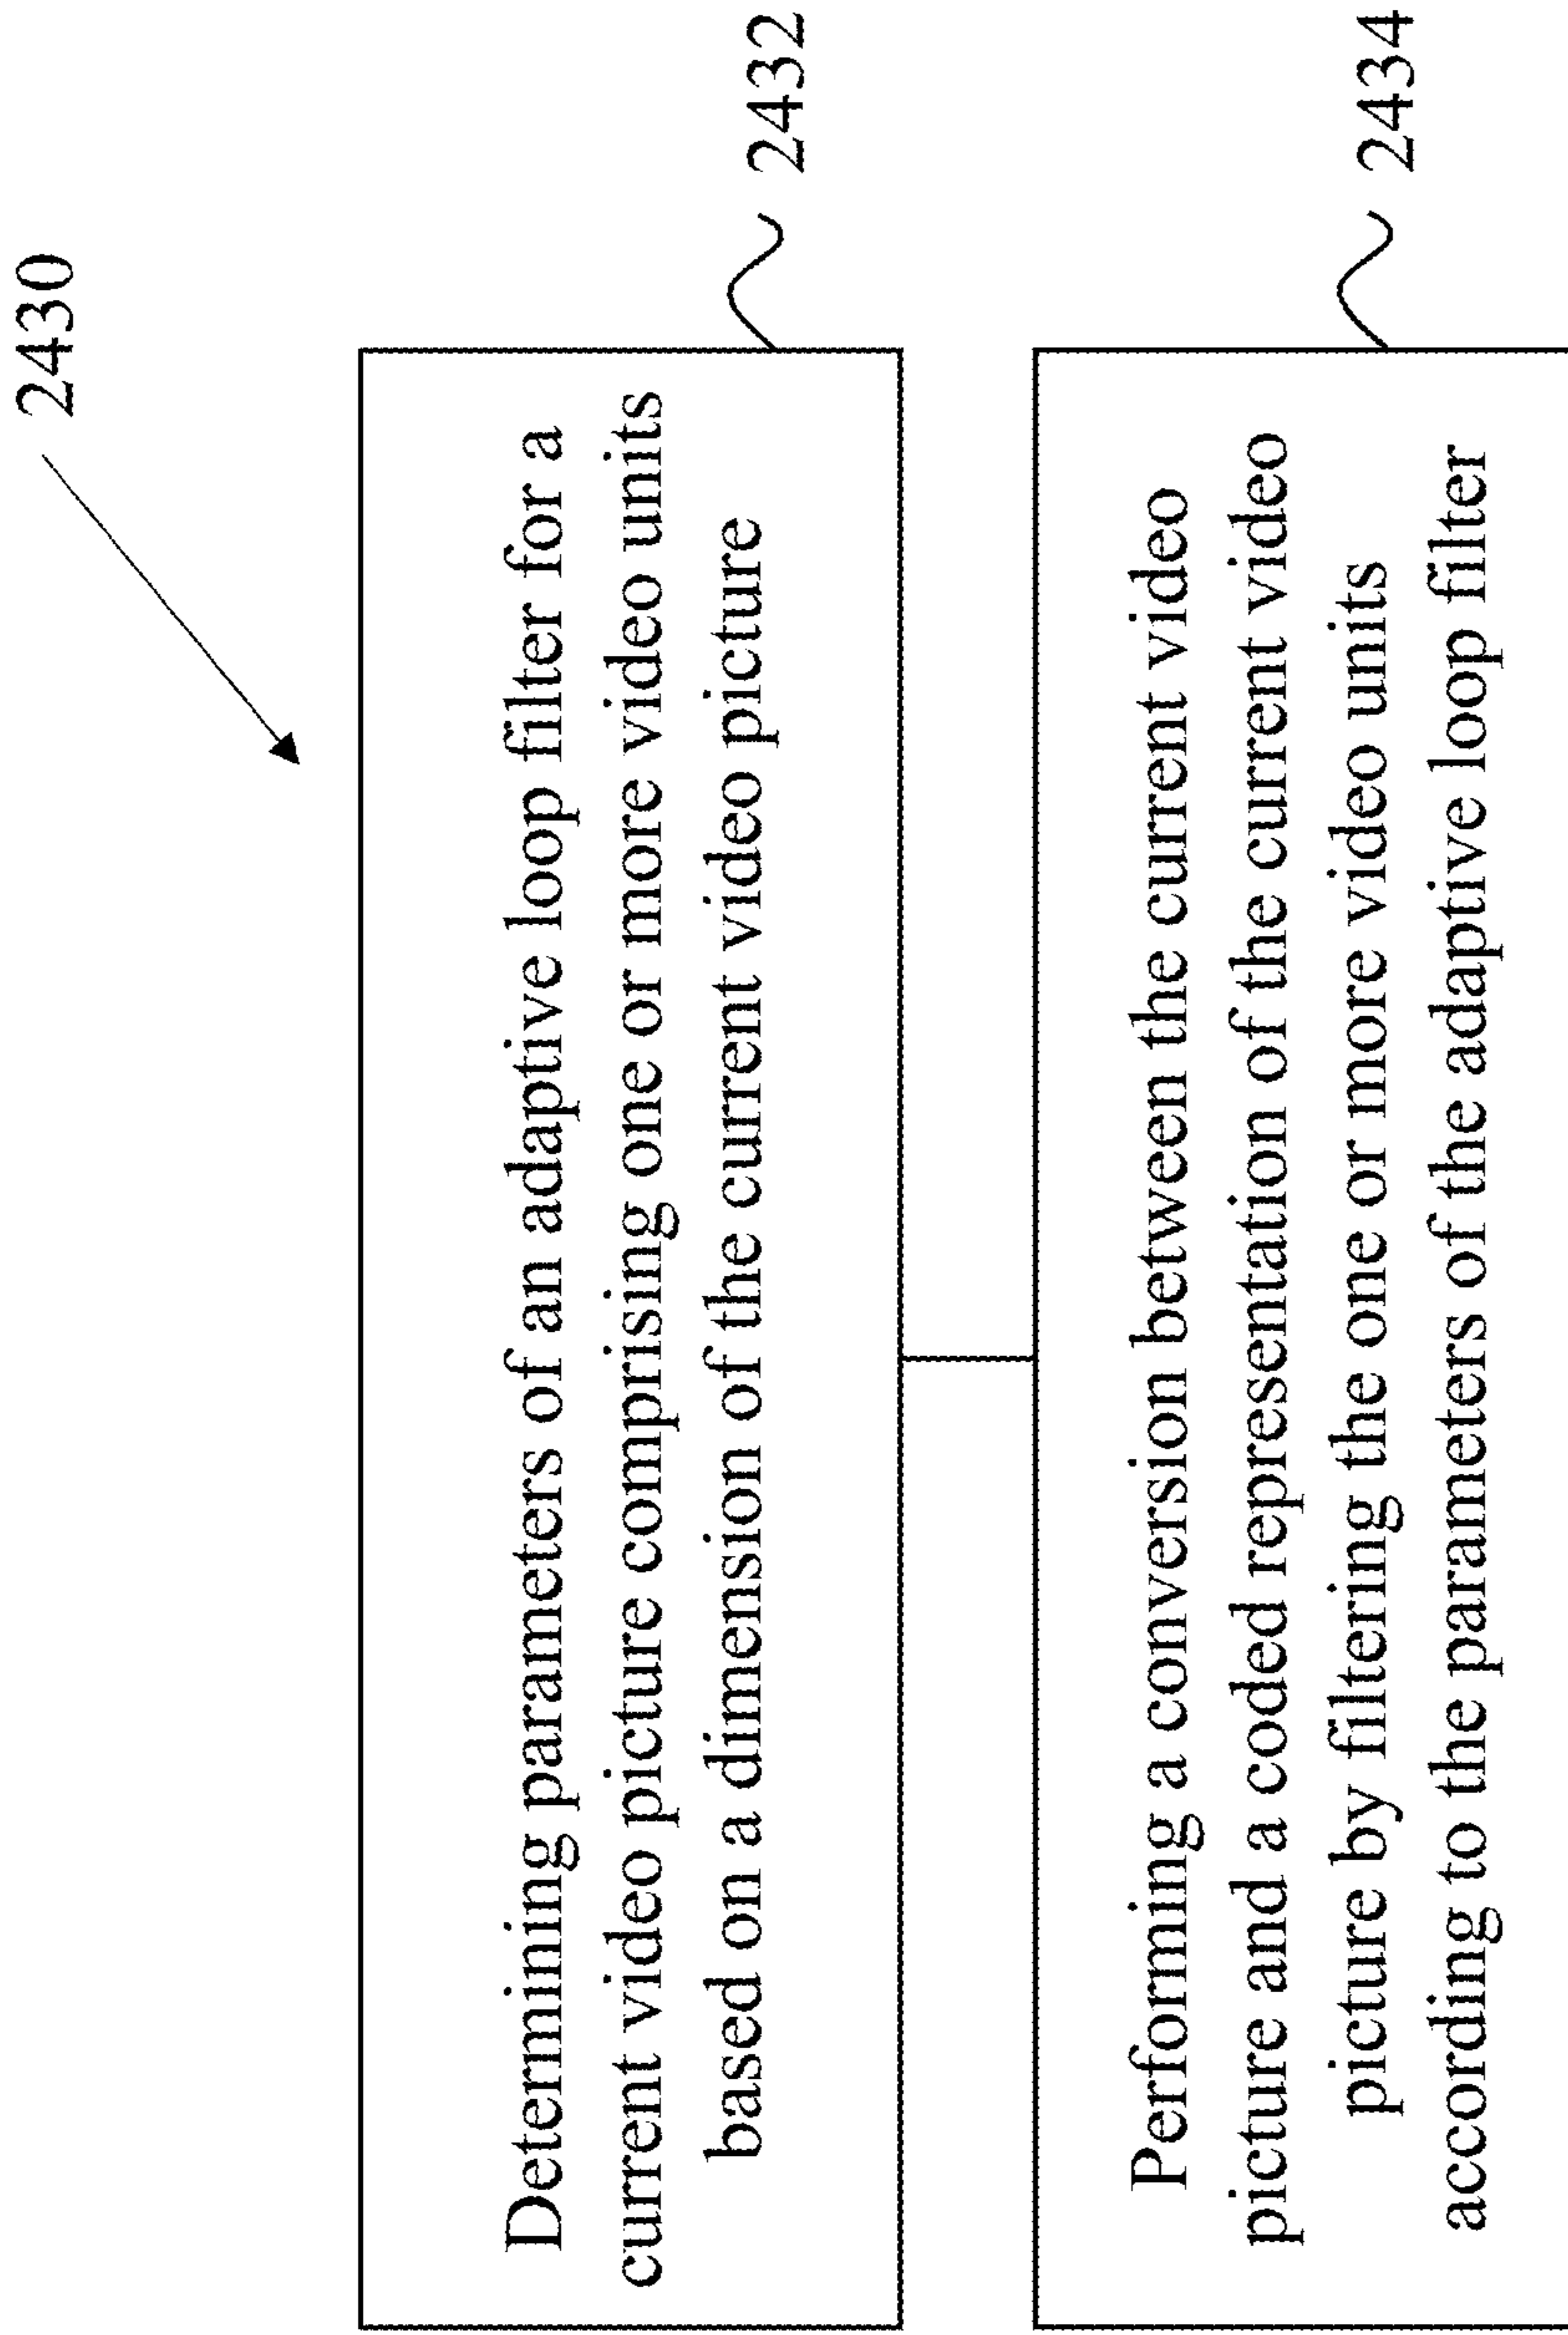 2430
Determining parameters of an adaptive loop filter for a
current video picture comprising one or more video units
based on a dimension of the current video picture
2432
Performing a conversion between the current video
picture and a coded representation of the current video
picture by filtering the one or more video units
according to the parameters of the adaptive loop filter
2434